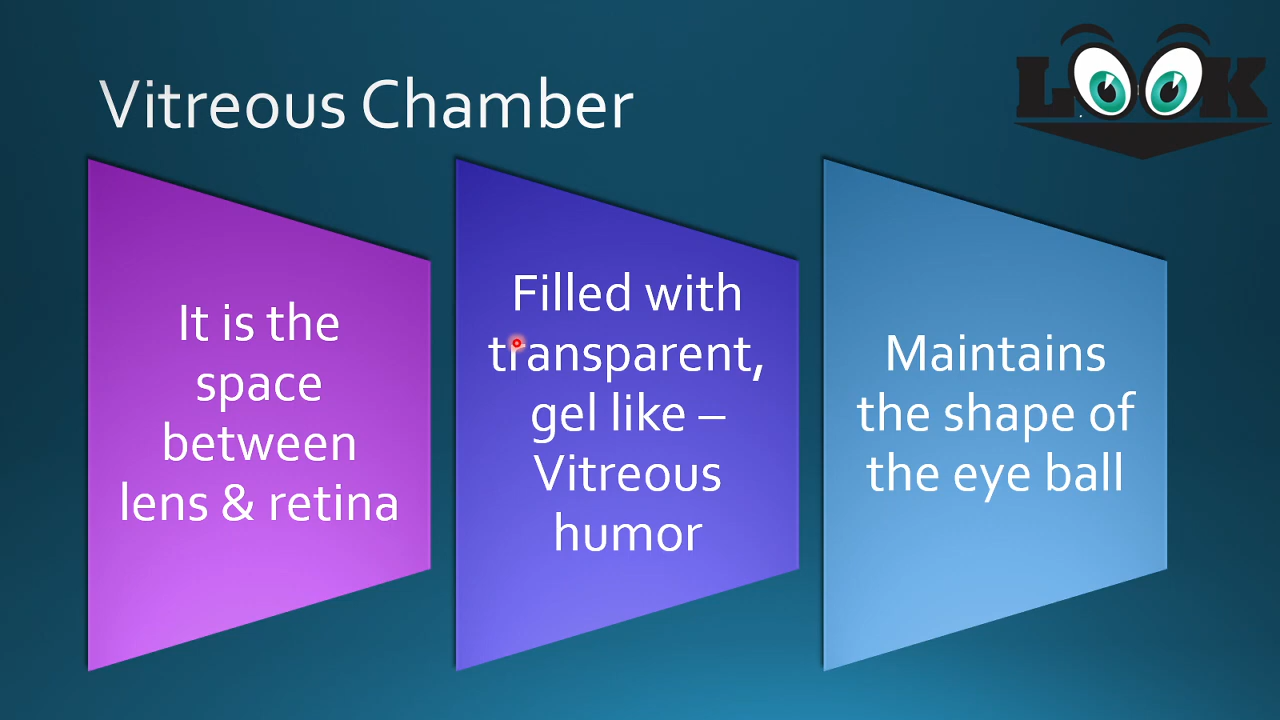 LOOK
Vitreous Chamber
It is the
space
between
lens & retina
Filled with
transparent,
gel like –
Vitreous
humor
Maintains
the shape of
the eye ball